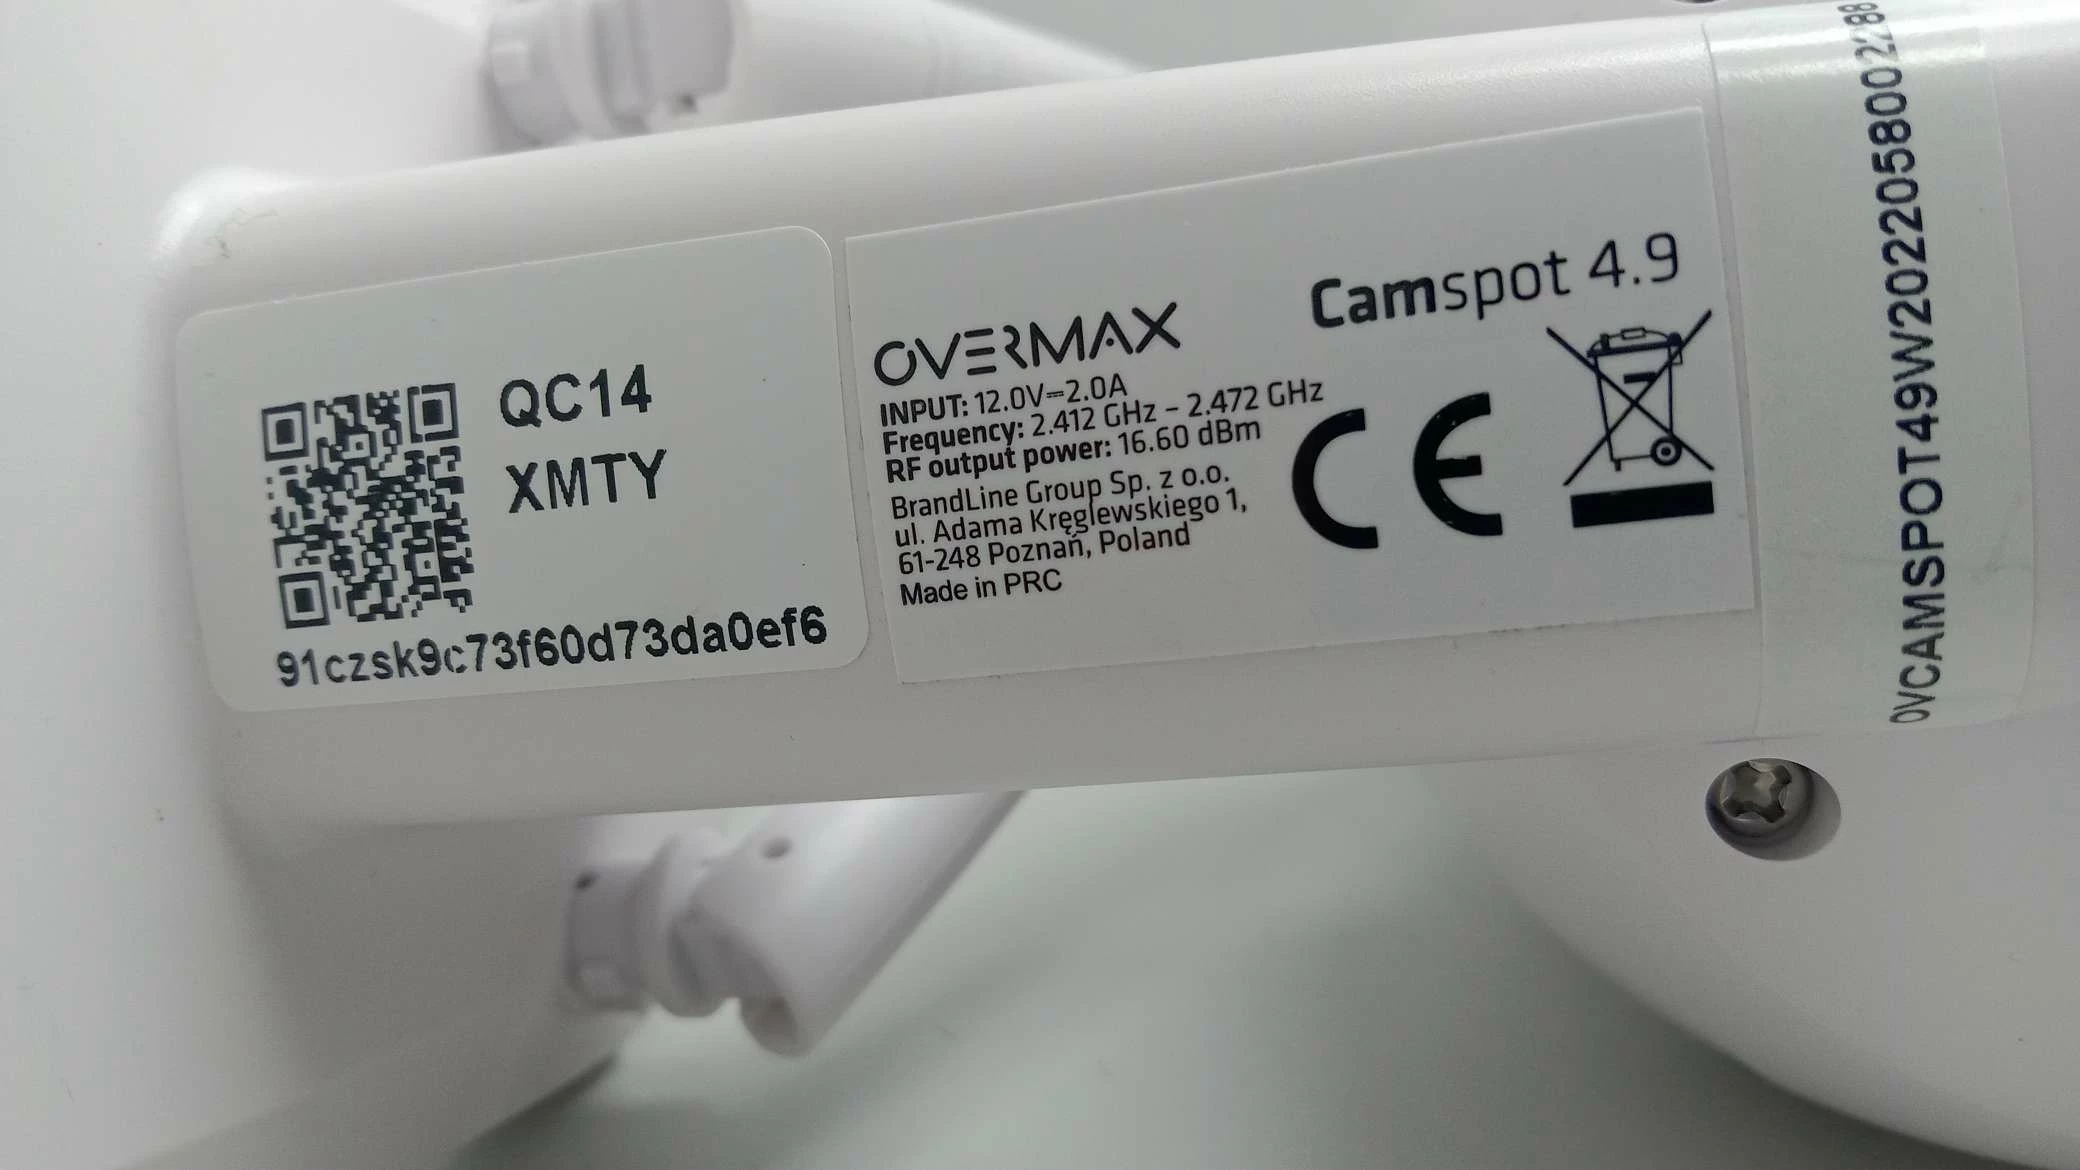 QC14
XMTY
91czsk9c73f60d73da0ef6
OVERMAX
Camspot 4.9
INPUT: 12.0V⎓2.0A
Frequency: 2.412 GHz – 2.472 GHz
RF output power: 16.60 dBm
BrandLine Group Sp. z o.o.
ul. Adama Kręglewskiego 1,
61-248 Poznań, Poland
Made in PRC
CE
OVCAMSPOT49W2022058002288